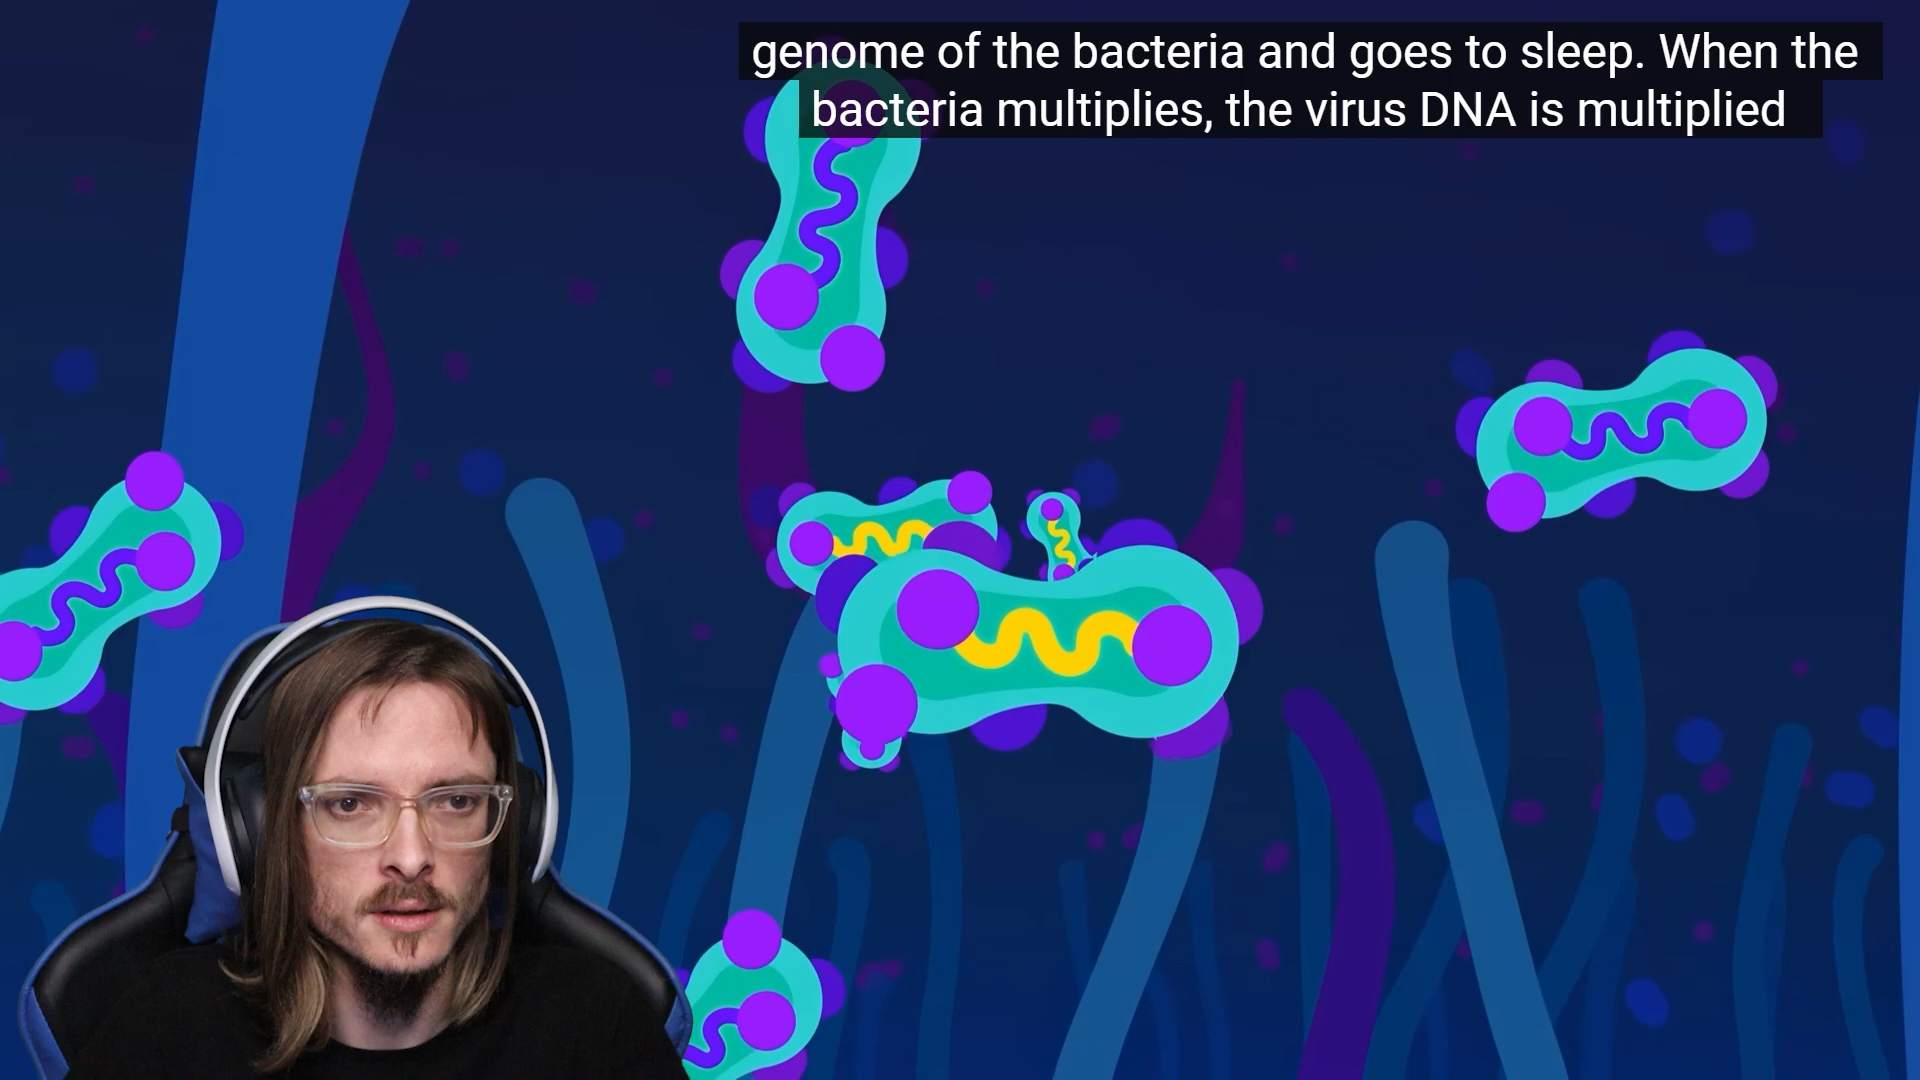 genome of the bacteria and goes to sleep. When the
bacteria multiplies, the virus DNA is multiplied